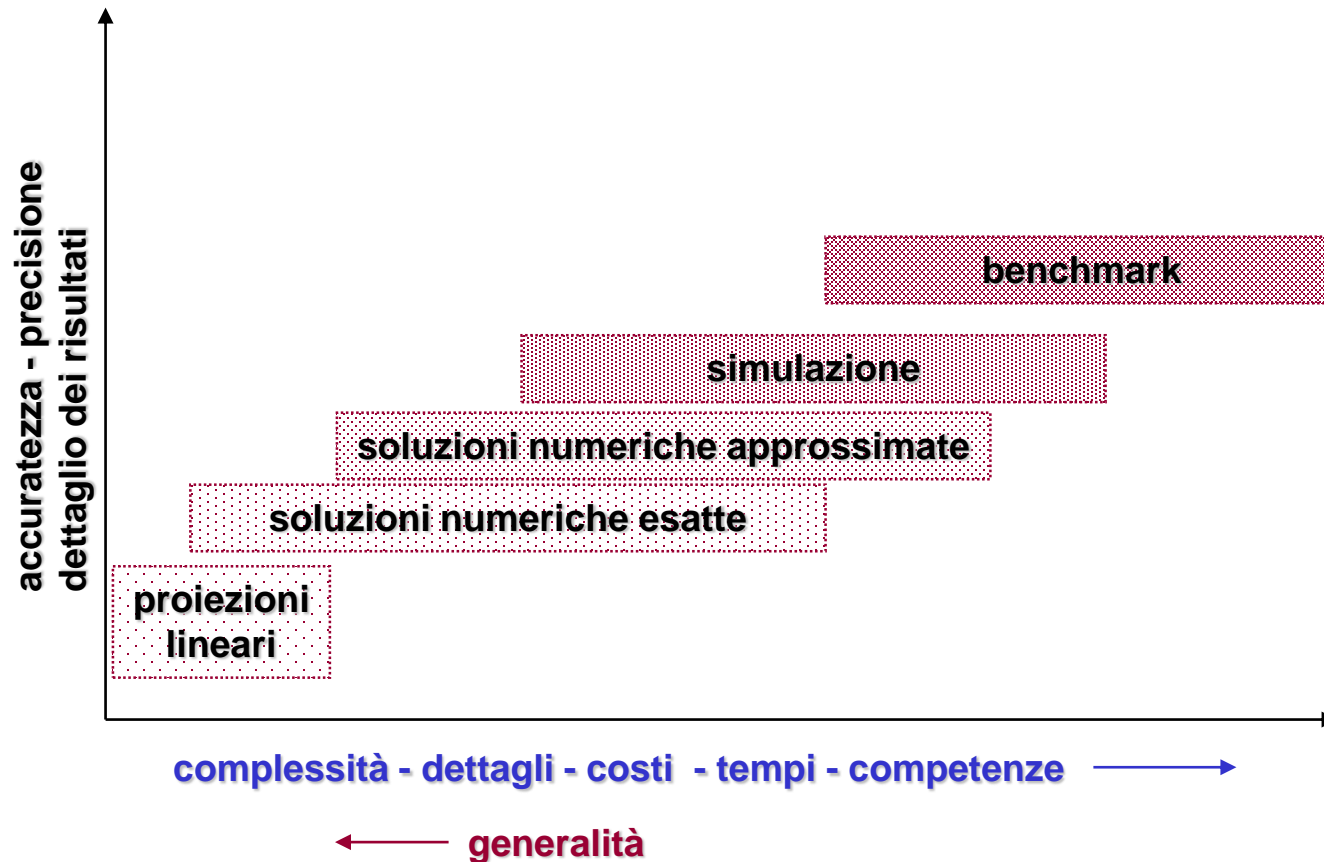 accuratezza - precisione
dettaglio dei risultati
benchmark
simulazione
soluzioni numeriche approssimate
soluzioni numeriche esatte
proiezioni
lineari
complessità - dettagli - costi - tempi - competenze
generalità